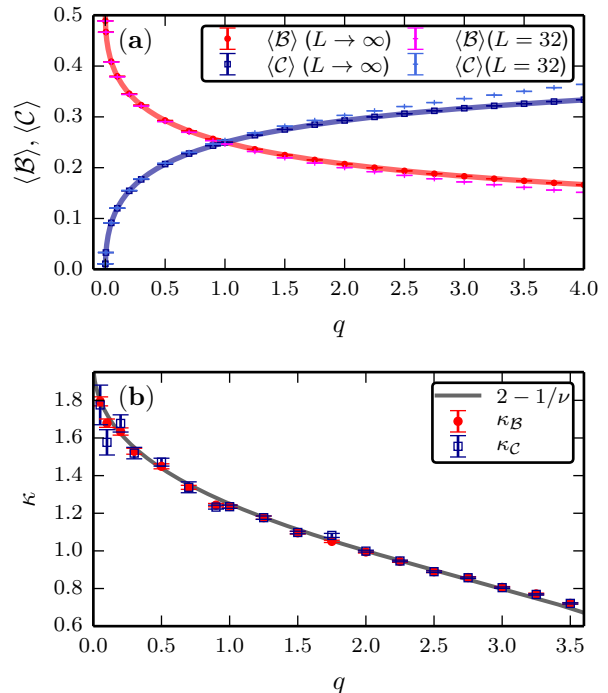 (a)
⟨B⟩ (L → ∞)
⟨B⟩(L = 32)
⟨C⟩ (L → ∞)
⟨C⟩(L = 32)
⟨B⟩, ⟨C⟩
0.5
0.4
0.3
0.2
0.1
0.0
0.0 0.5 1.0 1.5 2.0 2.5 3.0 3.5 4.0
q
(b)
2 − 1/ν
κB
κC
κ
1.8
1.6
1.4
1.2
1.0
0.8
0.6
0.0 0.5 1.0 1.5 2.0 2.5 3.0 3.5
q